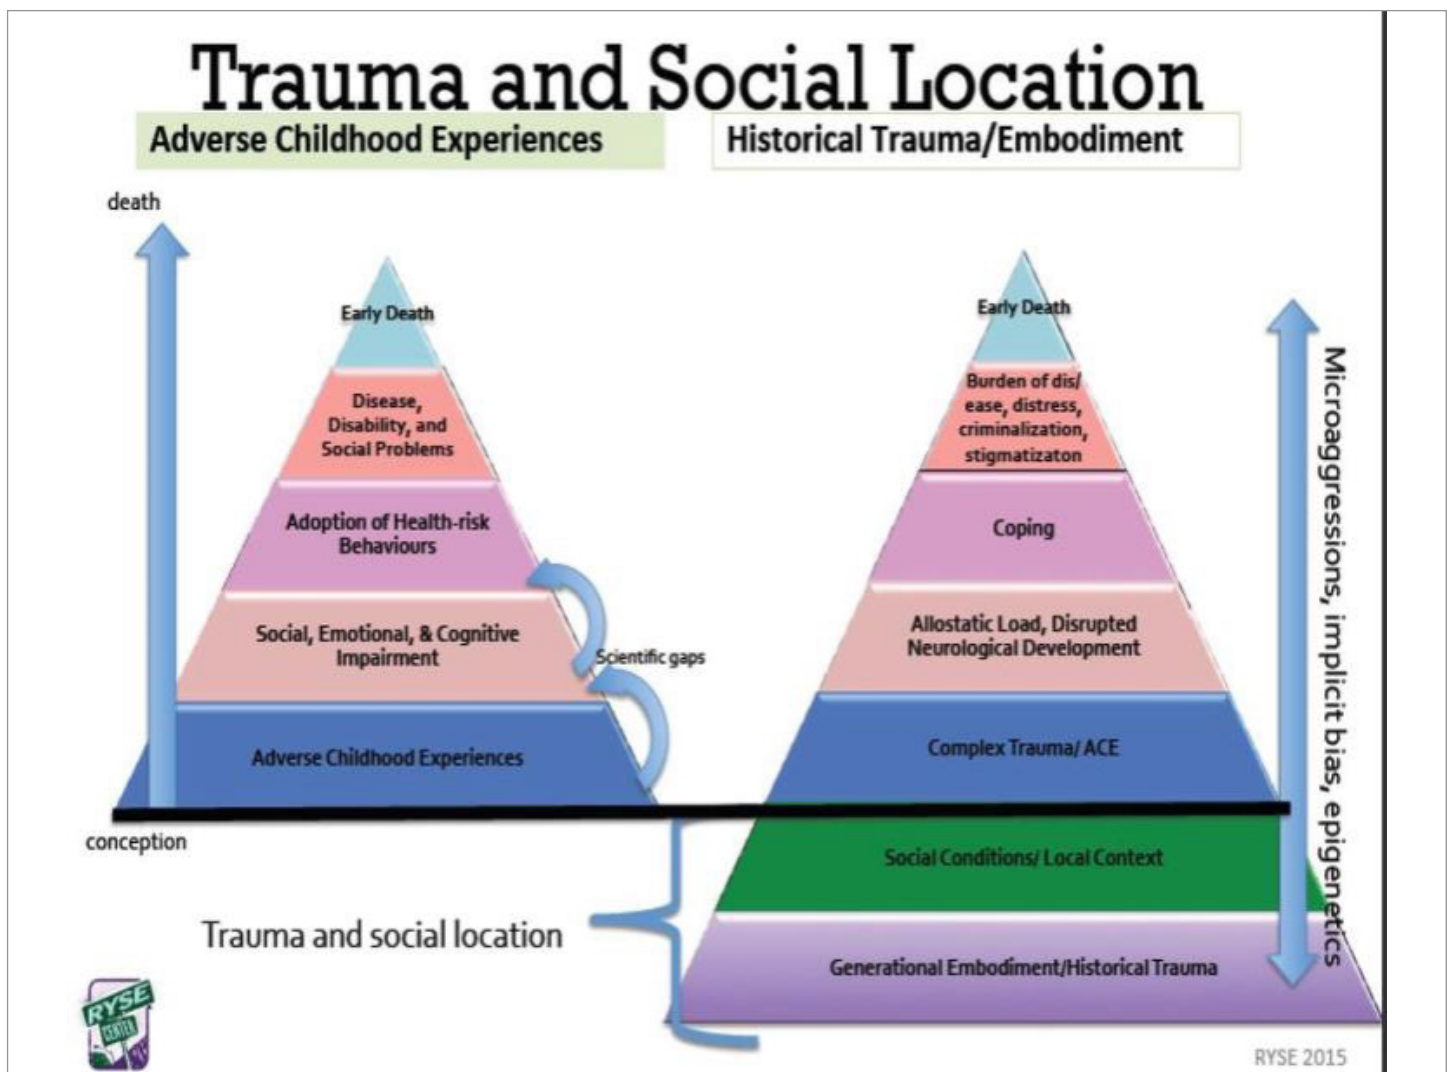 Trauma and Social Location
Adverse Childhood Experiences
Historical Trauma/Embodiment
death
Early Death
Disease,
Disability, and
Social Problems
Adoption of Health-risk
Behaviours
Social, Emotional, & Cognitive
Impairment
Scientific gaps
Adverse Childhood Experiences
conception
Early Death
Burden of dis/
ease, distress,
criminalization,
stigmatizaton
Coping
Allostatic Load, Disrupted
Neurological Development
Complex Trauma/ ACE
Social Conditions/ Local Context
Generational Embodiment/Historical Trauma
Microaggressions, implicit bias, epigenetics
Trauma and social location
RYSE
CENTER
RYSE 2015